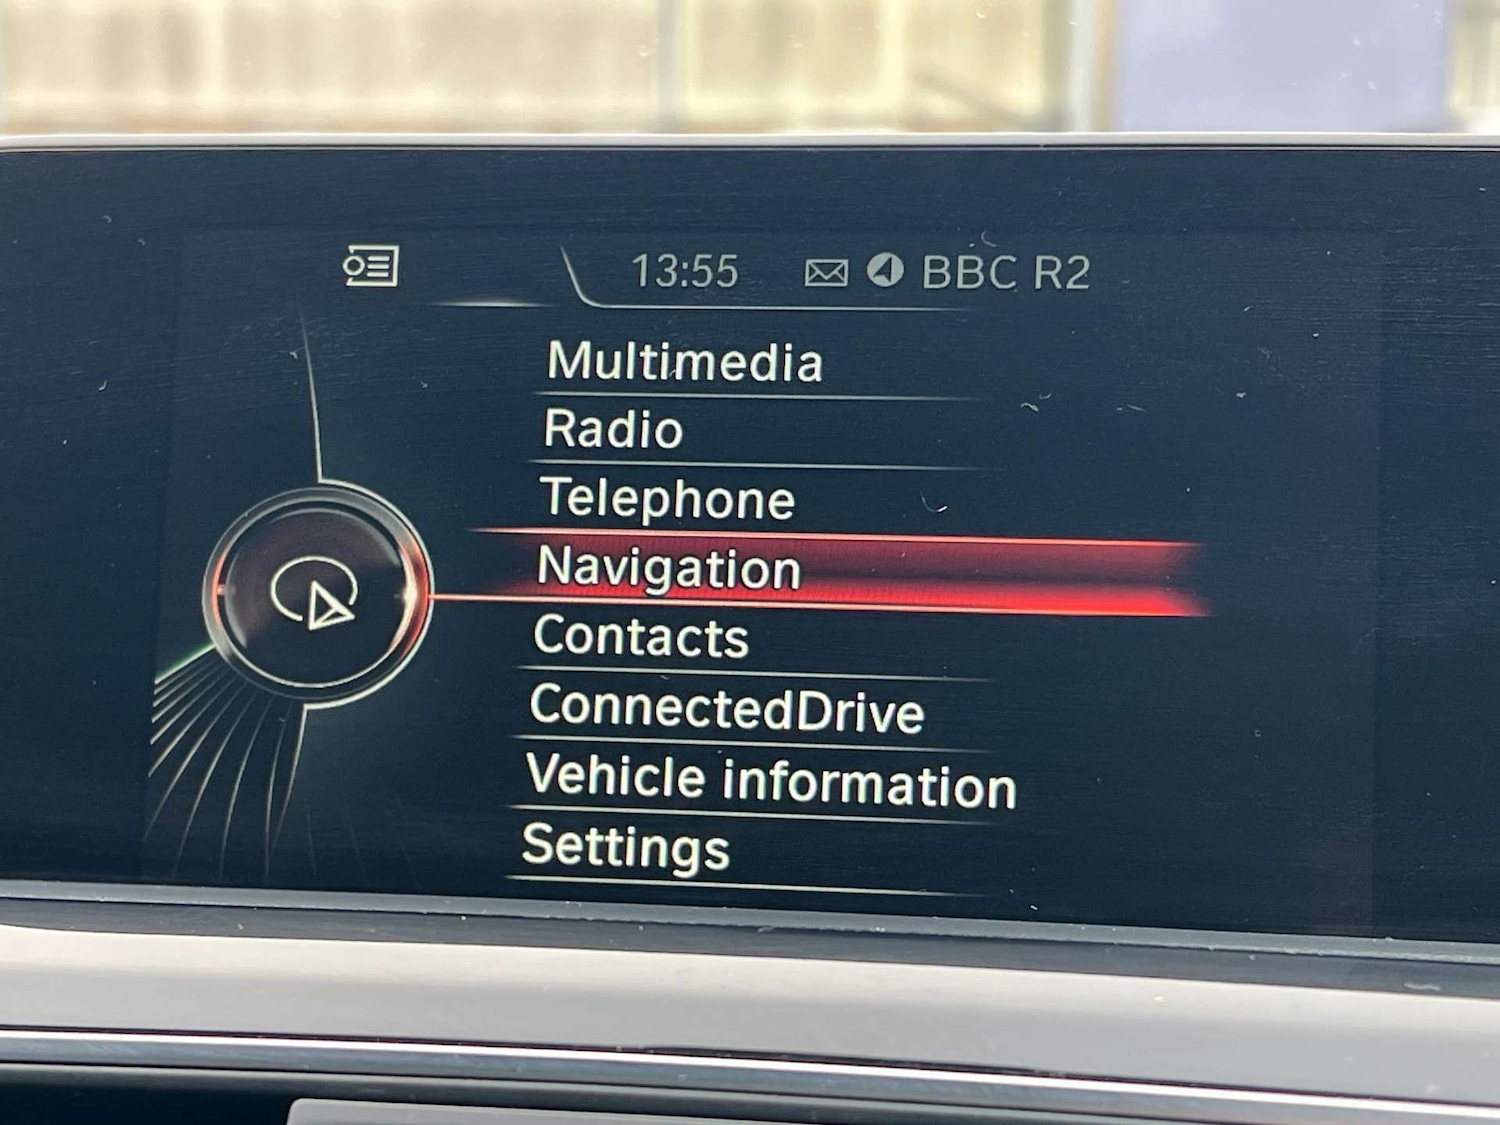 13:55 BBC R2
Multimedia
Radio
Telephone
Navigation
Contacts
ConnectedDrive
Vehicle information
Settings